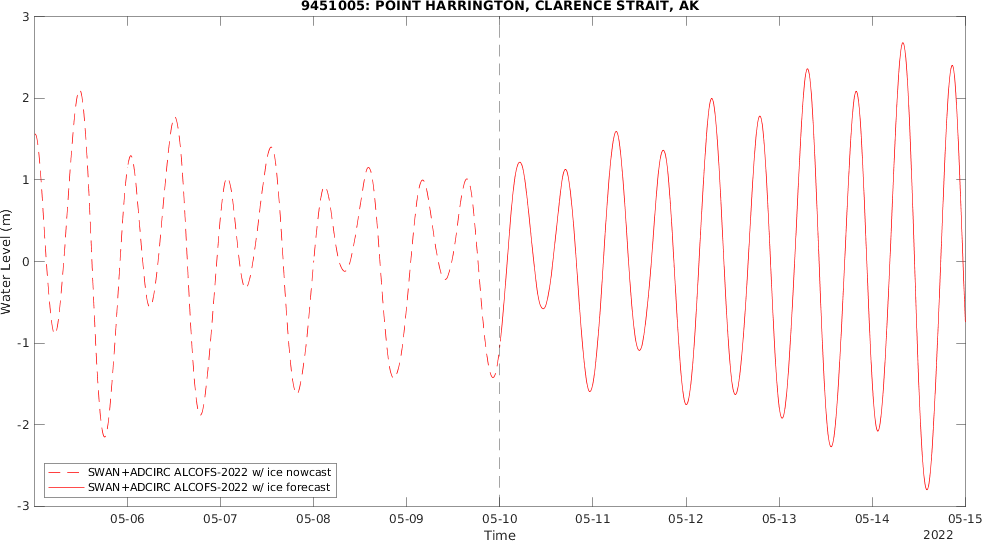 9451005: POINT HARRINGTON, CLARENCE STRAIT, AK
3
2
1
0
-1
-2
-3
Water Level (m)
SWAN+ADCIRC ALCOFS-2022 w/ ice nowcast
SWAN+ADCIRC ALCOFS-2022 w/ ice forecast
05-06 05-07 05-08 05-09 05-10 05-11 05-12 05-13 05-14 05-15
Time
2022